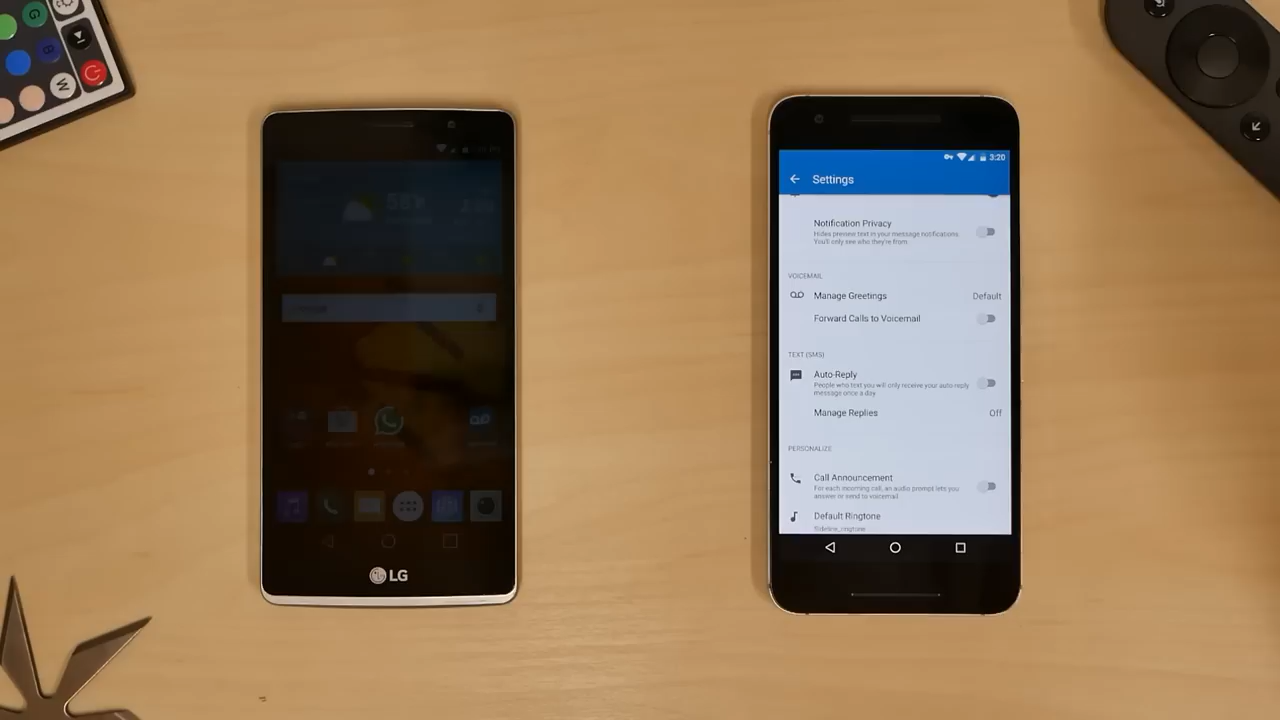 G
B
W
58°
LG
3:20
Settings
Notification Privacy
Hides preview text in your message notifications.
You'll only see who they're from.
VOICEMAIL
Manage Greetings
Default
Forward Calls to Voicemail
TEXT (SMS)
Auto-Reply
People who text you will only receive your auto-reply
message once a day
Manage Replies
Off
PERSONALIZE
Call Announcement
For each incoming call, an audio prompt lets you
answer or send to voicemail
Default Ringtone
Sideline_ringtone